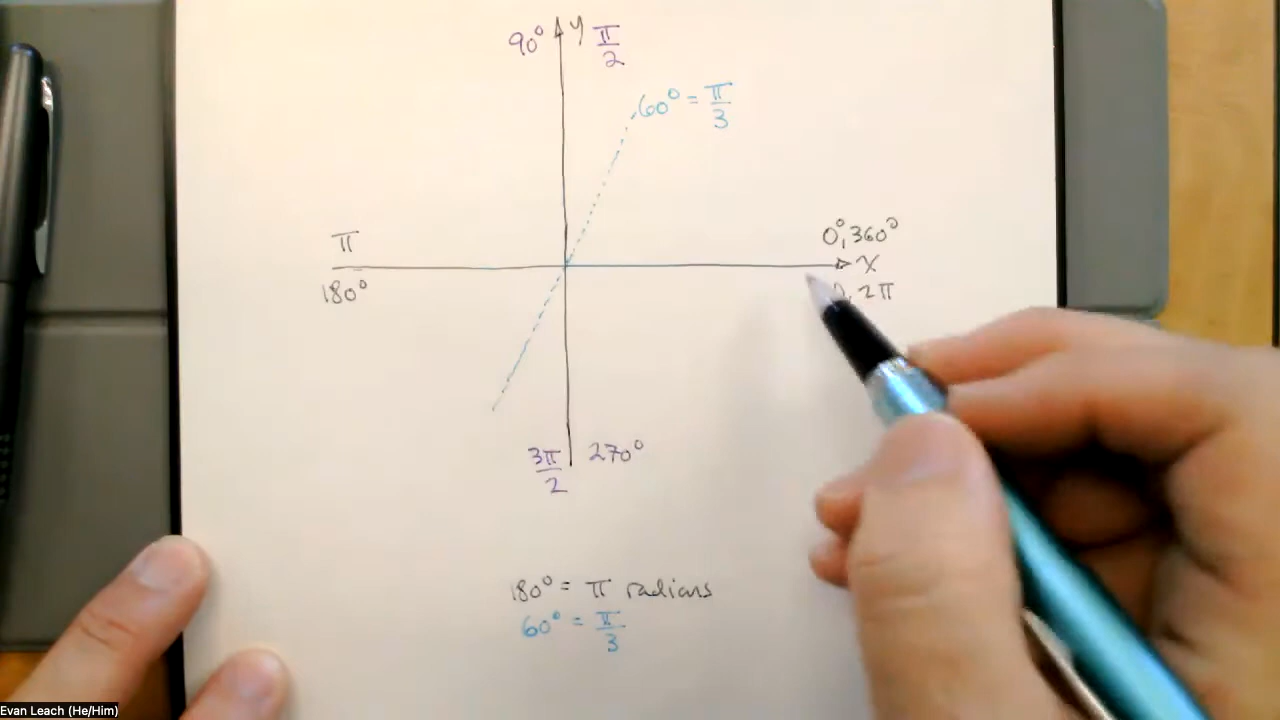 90° y π/2
60° = π/3
π
0°, 360°
x
180°
2π
3π/2 270°
180° = π radians
60° = π/3
Evan Leach (He/Him)